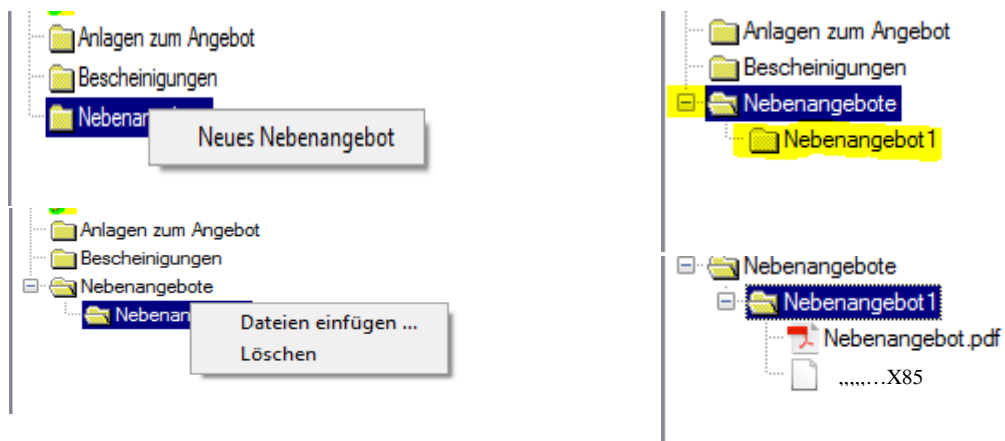 Anlagen zum Angebot
Bescheinigungen
Nebenan
Neues Nebenangebot
Anlagen zum Angebot
Bescheinigungen
Nebenangebote
Nebenangebot1
Anlagen zum Angebot
Bescheinigungen
Nebenangebote
Nebenan
Dateien einfügen ...
Löschen
Nebenangebote
Nebenangebot1
Nebenangebot.pdf
,,,,,…X85